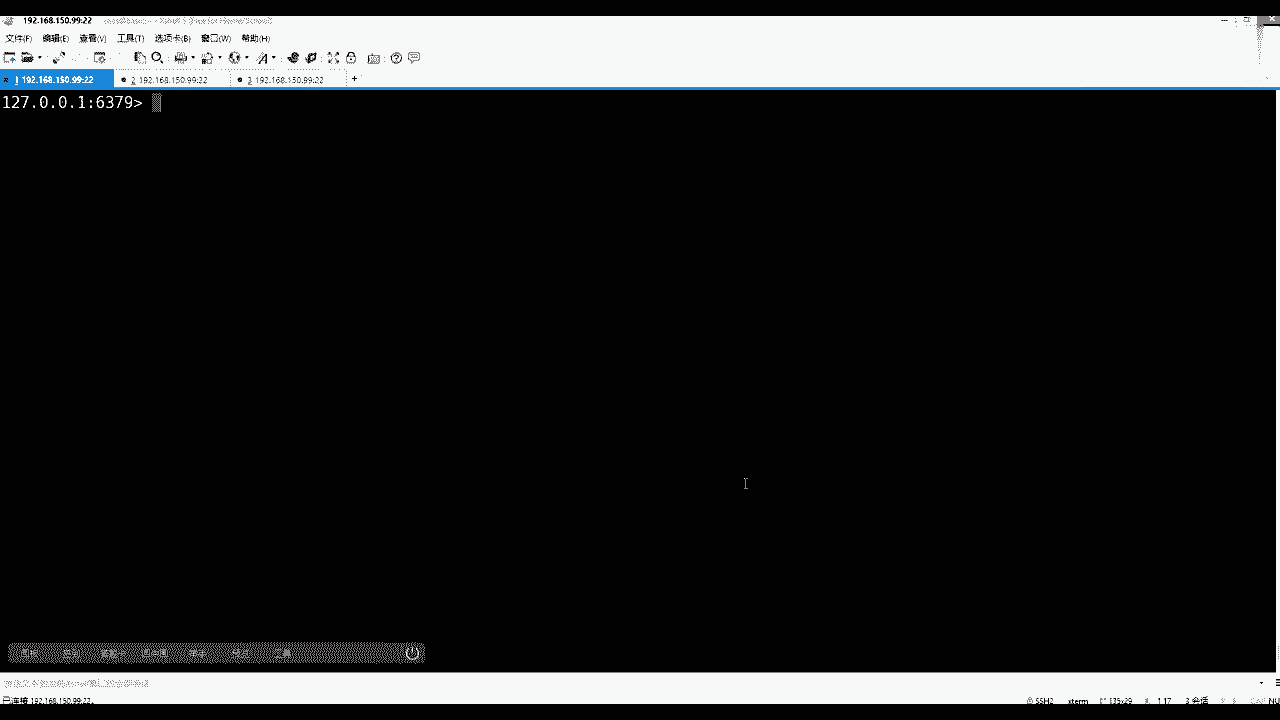 192.168.150.99:22
文件(F) 编辑(E) 查看(V) 工具(T) 选项卡(B) 窗口(W) 帮助(H)
1 192.168.150.99:22 2 192.168.150.99:22 3 192.168.150.99:22 +
127.0.0.1:6379>
已连接 192.168.150.99:22。 SSH2 xterm 135x29 1,17 3 会话 CAP NU